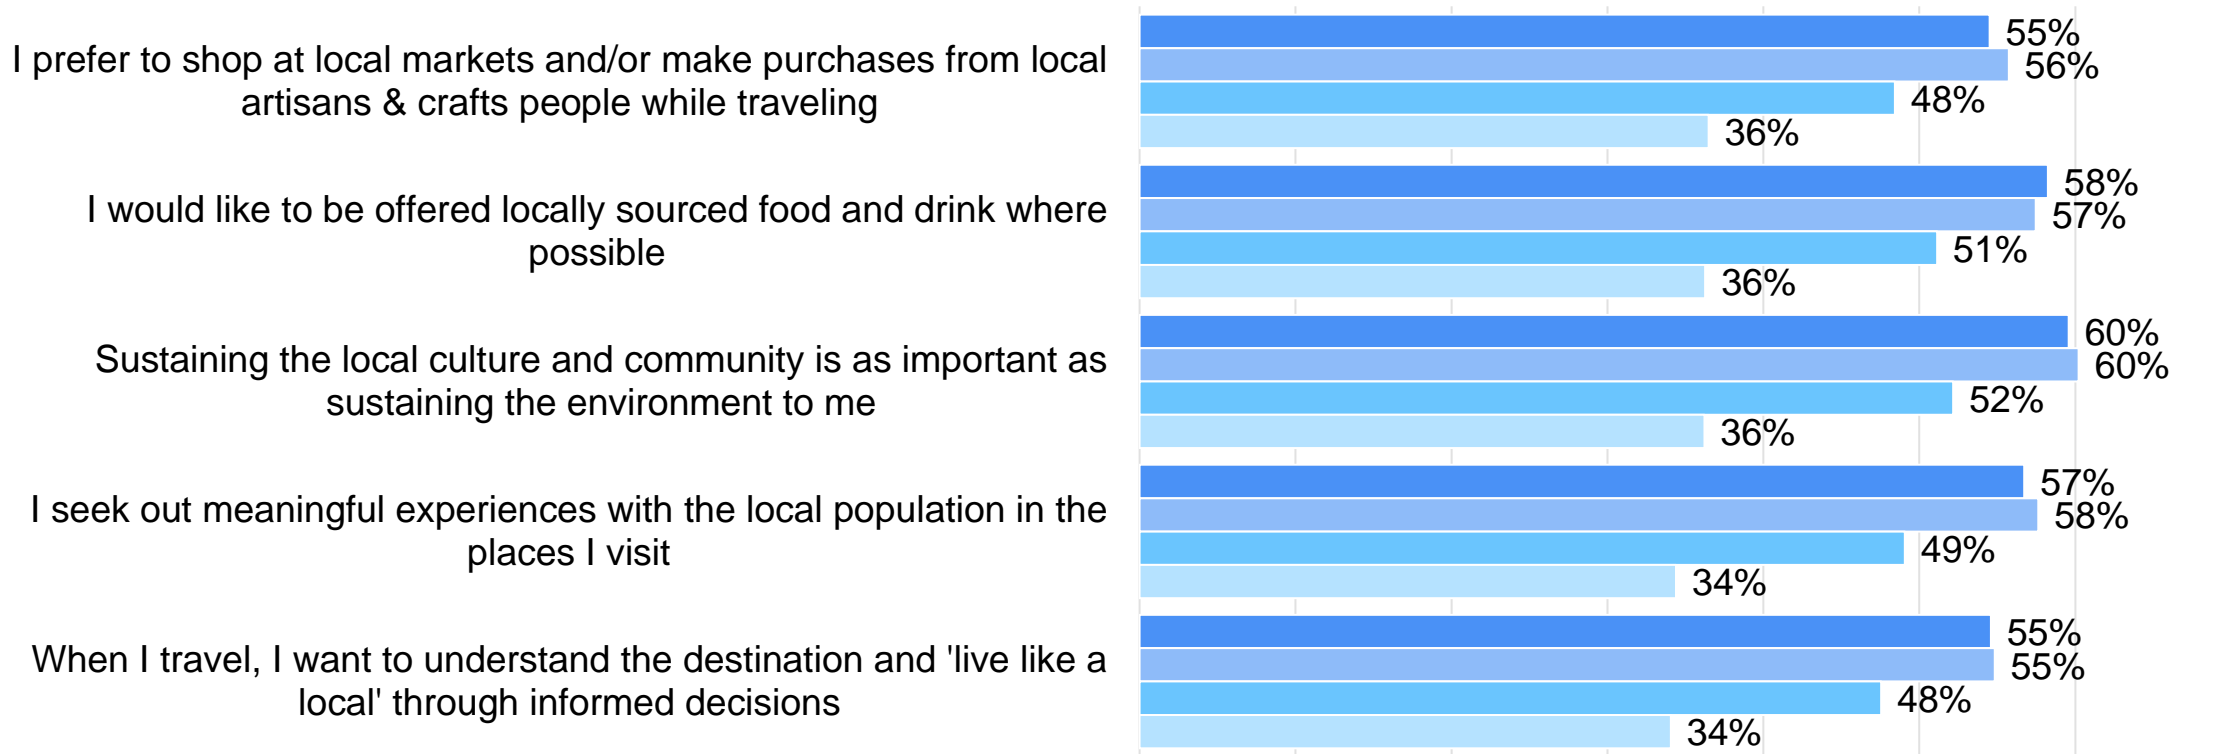 I prefer to shop at local markets and/or make purchases from local
artisans & crafts people while traveling
55%
56%
48%
36%
I would like to be offered locally sourced food and drink where
possible
58%
57%
51%
36%
Sustaining the local culture and community is as important as
sustaining the environment to me
60%
60%
52%
36%
I seek out meaningful experiences with the local population in the
places I visit
57%
58%
49%
34%
When I travel, I want to understand the destination and 'live like a
local' through informed decisions
55%
55%
48%
34%